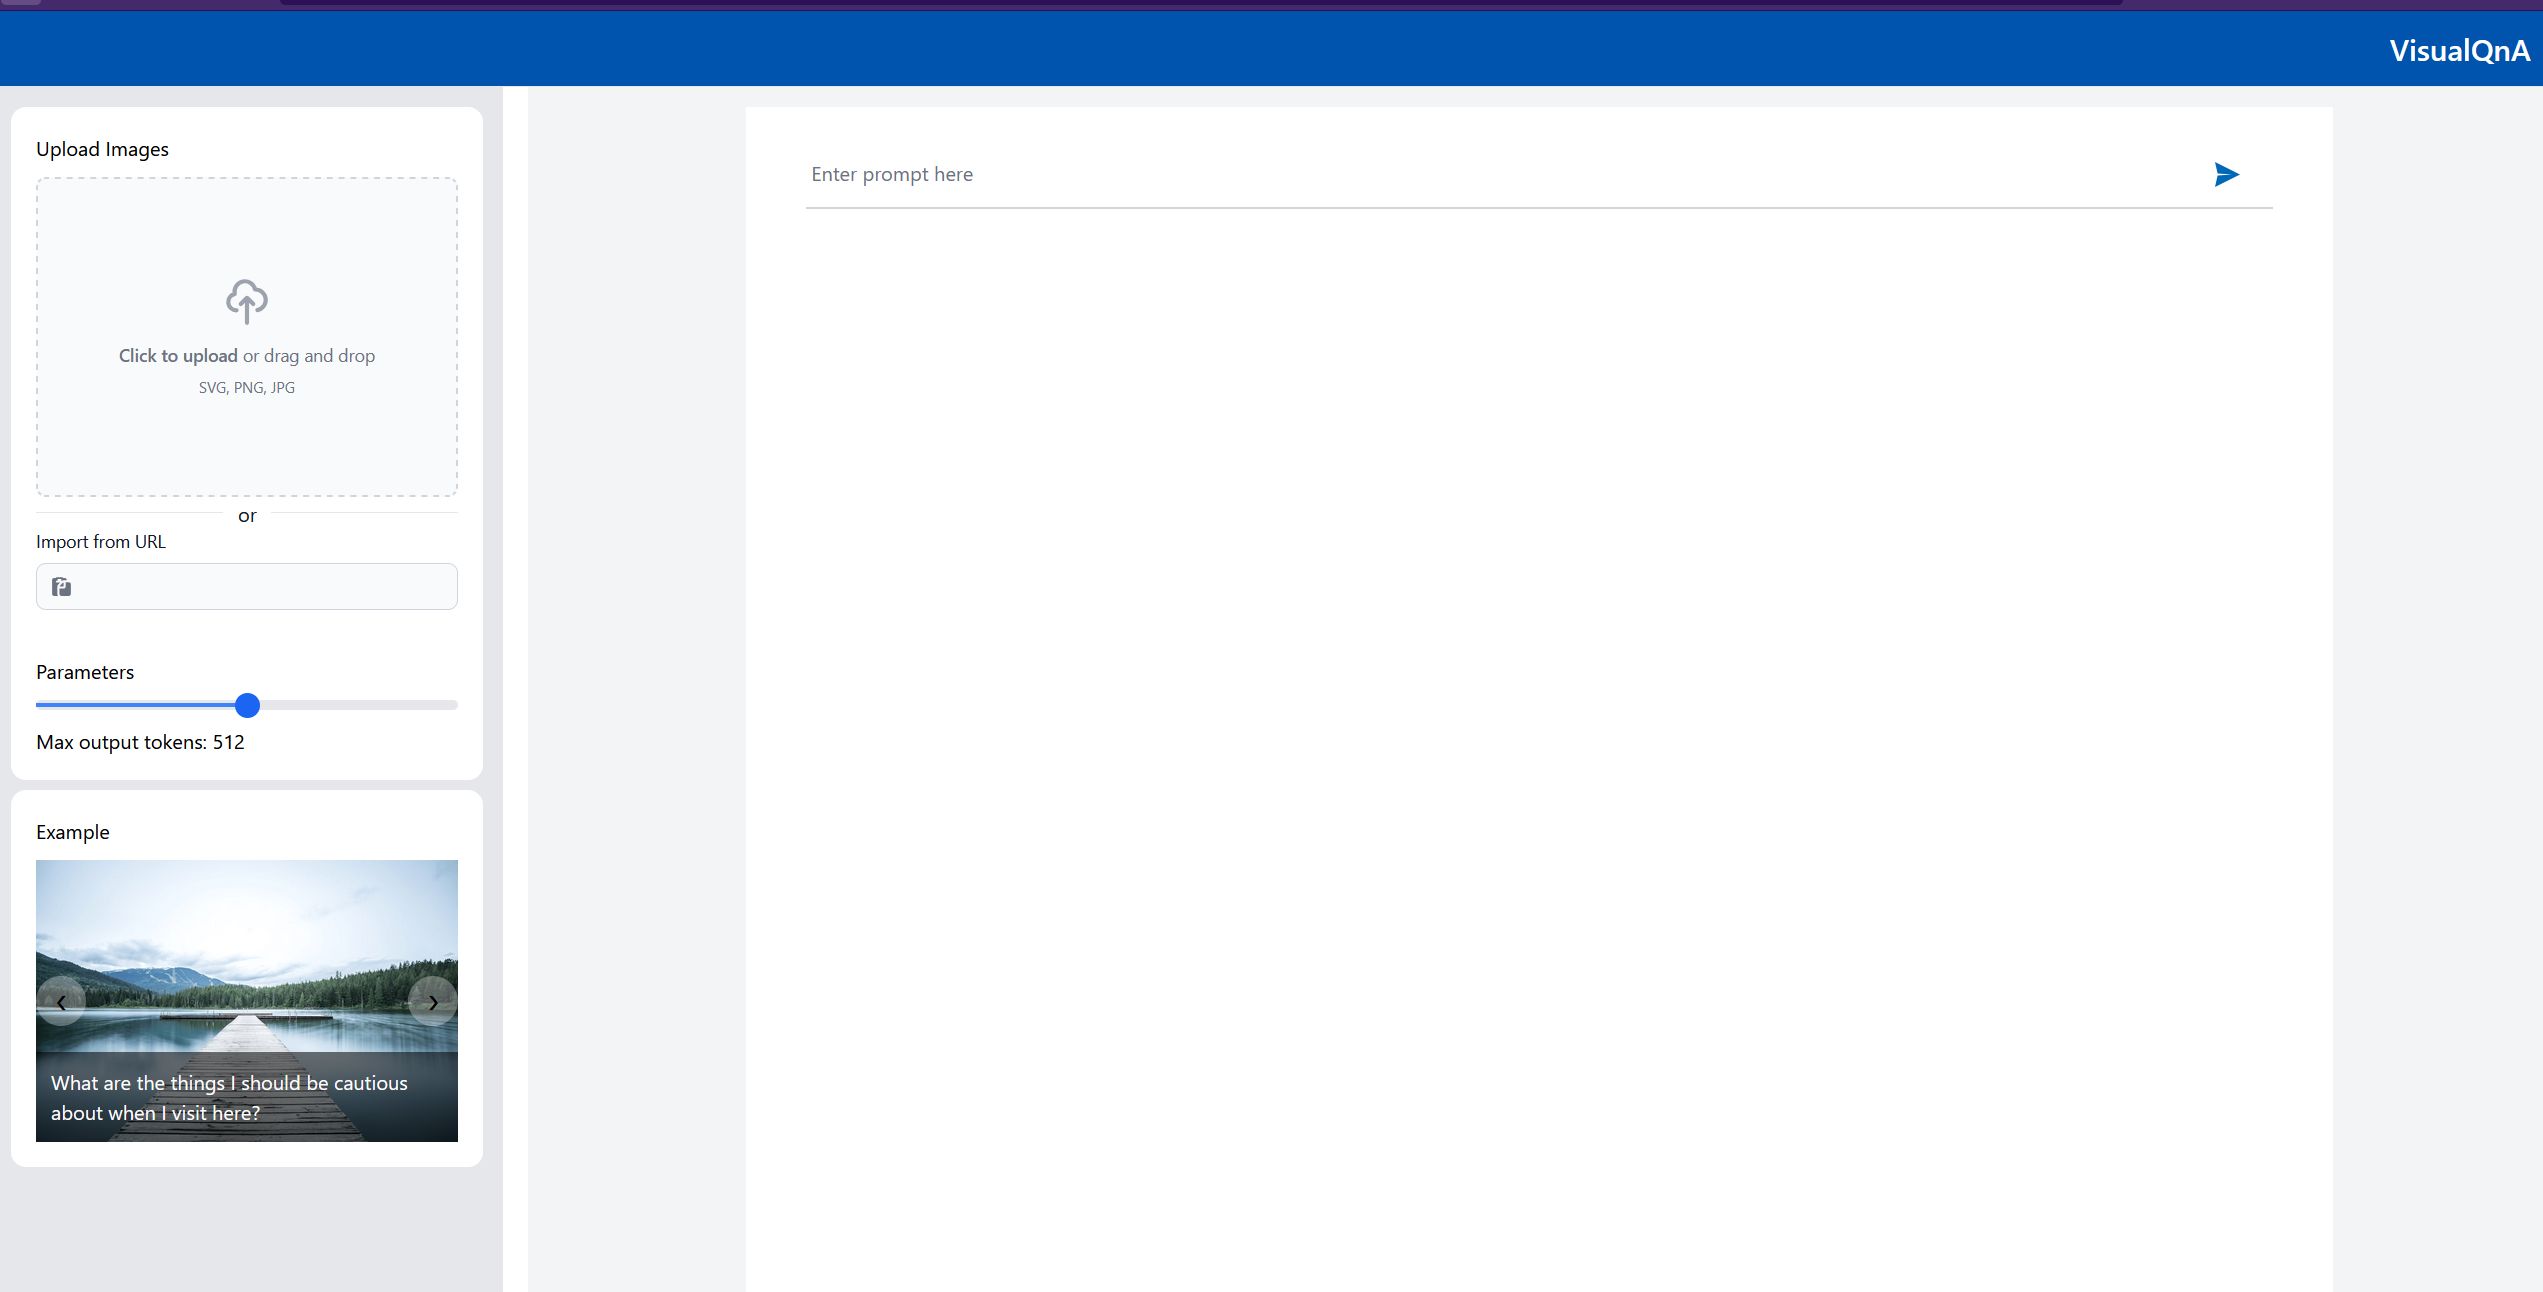 VisualQnA
Upload Images
Click to upload or drag and drop
SVG, PNG, JPG
or
Import from URL
Parameters
Max output tokens: 512
Example
What are the things I should be cautious
about when I visit here?
Enter prompt here